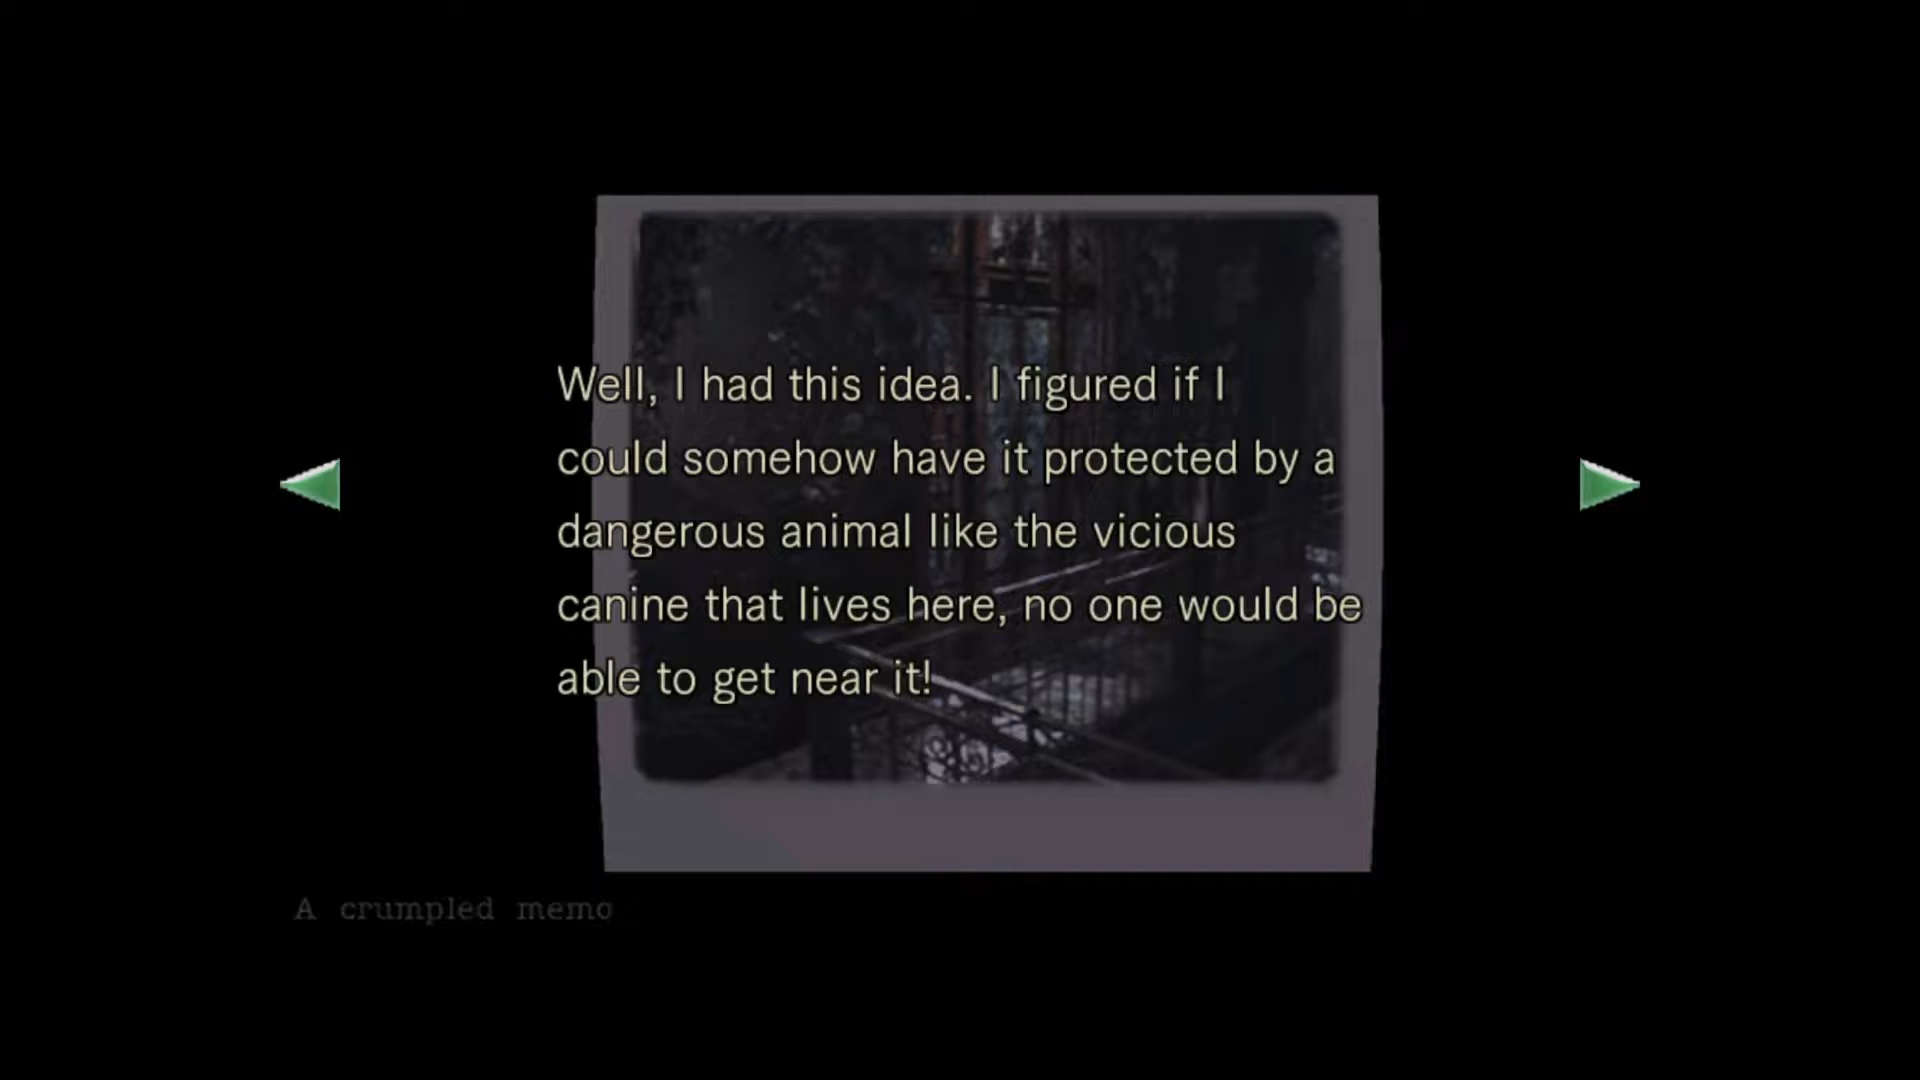 Well, I had this idea. I figured if I
could somehow have it protected by a
dangerous animal like the vicious
canine that lives here, no one would be
able to get near it!
A crumpled memo